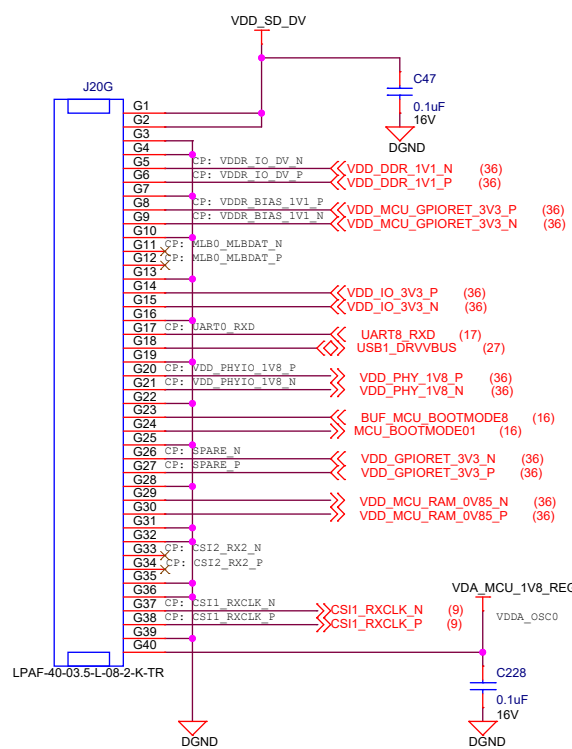 VDD_SD_DV
J20G
C47
0.1uF
16V
DGND
G1
G2
G3
G4
G5 CP: VDDR_IO_DV_N VDD_DDR_1V1_N (36)
G6 CP: VDDR_IO_DV_P VDD_DDR_1V1_P (36)
G7
G8 CP: VDDR_BIAS_1V1_P VDD_MCU_GPIORET_3V3_P (36)
G9 CP: VDDR_BIAS_1V1_N VDD_MCU_GPIORET_3V3_N (36)
G10
G11 CP: MLB0_MLBDAT_N
G12 CP: MLB0_MLBDAT_P
G13
G14 VDD_IO_3V3_P (36)
G15 VDD_IO_3V3_N (36)
G16
G17 CP: UART0_RXD UART8_RXD (17)
G18 USB1_DRVVBUS (27)
G19
G20 CP: VDD_PHYIO_1V8_P VDD_PHY_1V8_P (36)
G21 CP: VDD_PHYIO_1V8_N VDD_PHY_1V8_N (36)
G22
G23 BUF_MCU_BOOTMODE8 (16)
G24 MCU_BOOTMODE01 (16)
G25
G26 CP: SPARE_N VDD_GPIORET_3V3_N (36)
G27 CP: SPARE_P VDD_GPIORET_3V3_P (36)
G28
G29 VDD_MCU_RAM_0V85_N (36)
G30 VDD_MCU_RAM_0V85_P (36)
G31
G32
G33 CP: CSI2_RX2_N
G34 CP: CSI2_RX2_P
G35
G36
G37 CP: CSI1_RXCLK_N CSI1_RXCLK_N (9)
G38 CP: CSI1_RXCLK_P CSI1_RXCLK_P (9)
G39
G40
VDA_MCU_1V8_REG
VDDA_OSC0
LPAF-40-03.5-L-08-2-K-TR
C228
0.1uF
16V
DGND
DGND